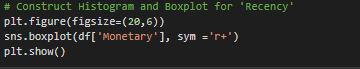 # Construct Histogram and Boxplot for 'Recency'
plt.figure(figsize=(20,6))
sns.boxplot(df['Monetary'], sym ='r+')
plt.show()